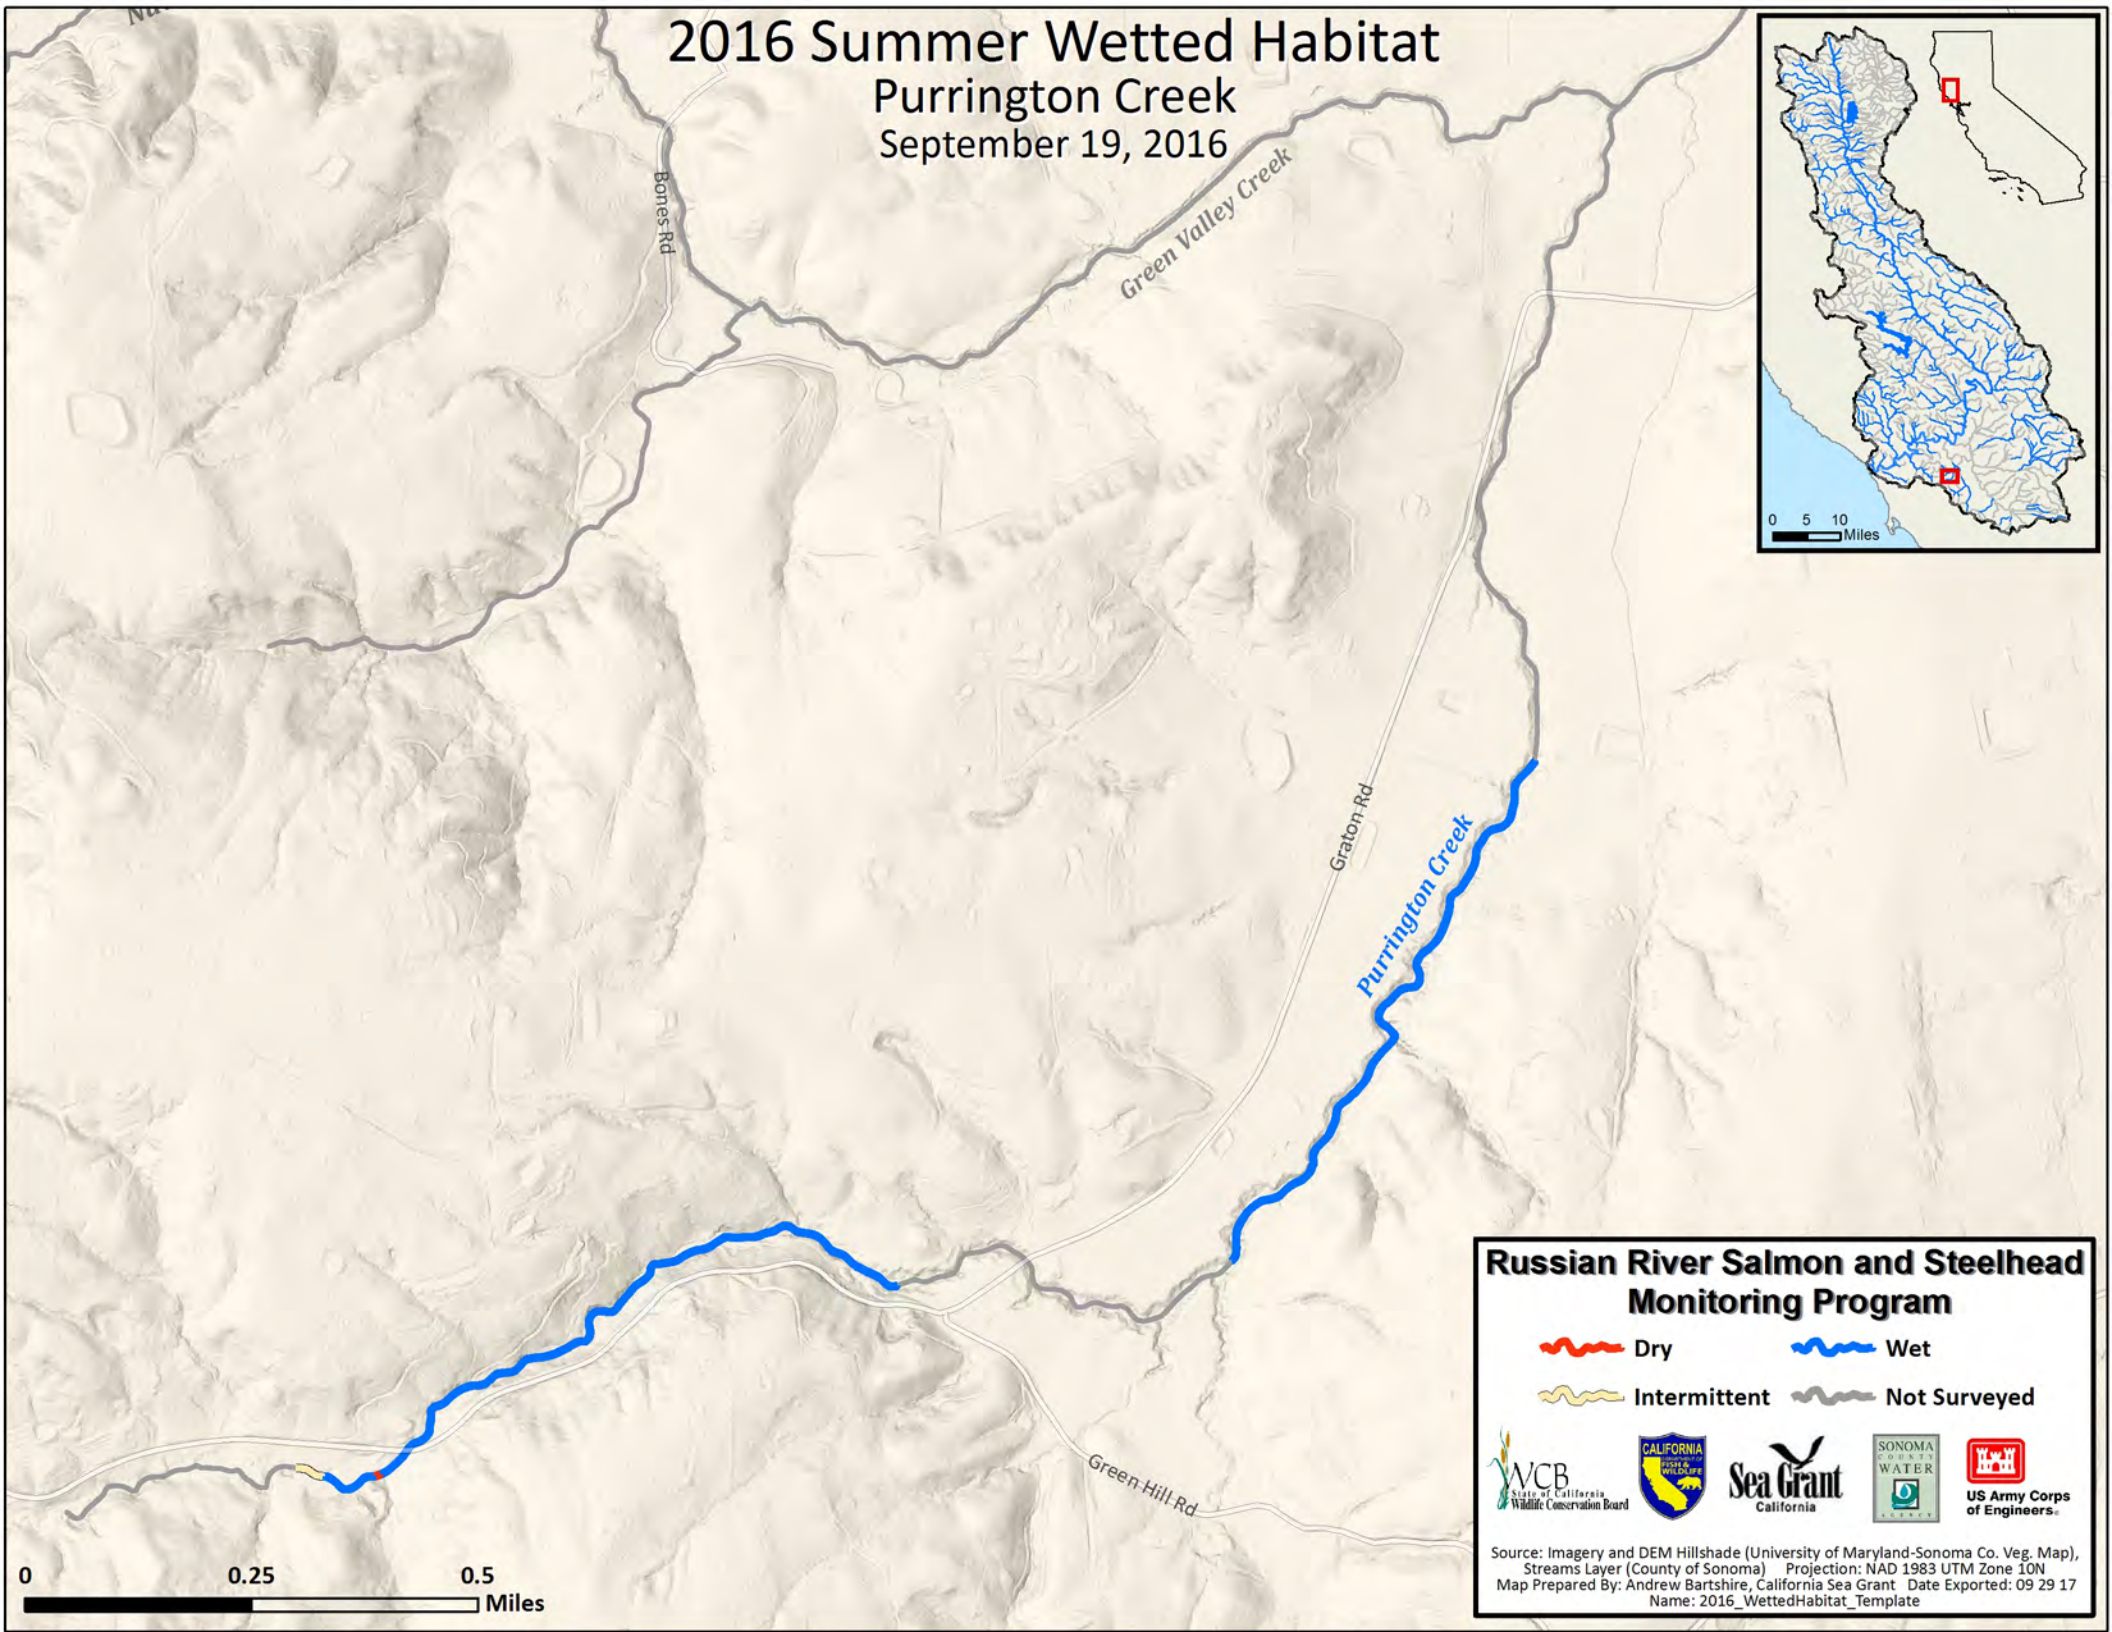 2016 Summer Wetted Habitat
Purrington Creek
September 19, 2016
Bones Rd
Green Valley Creek
0 5 10
Miles
Graton Rd
Purrington Creek
Green Hill Rd
0 0.25 0.5
Miles
Russian River Salmon and Steelhead
Monitoring Program
Dry Wet
Intermittent Not Surveyed
WCB
State of California
Wildlife Conservation Board
CALIFORNIA
DEPARTMENT OF
FISH &
WILDLIFE
Sea Grant
California
SONOMA
COUNTY
WATER
AGENCY
US Army Corps
of Engineers®
Source: Imagery and DEM Hillshade (University of Maryland-Sonoma Co. Veg. Map),
Streams Layer (County of Sonoma) Projection: NAD 1983 UTM Zone 10N
Map Prepared By: Andrew Bartshire, California Sea Grant Date Exported: 09 29 17
Name: 2016_WettedHabitat_Template